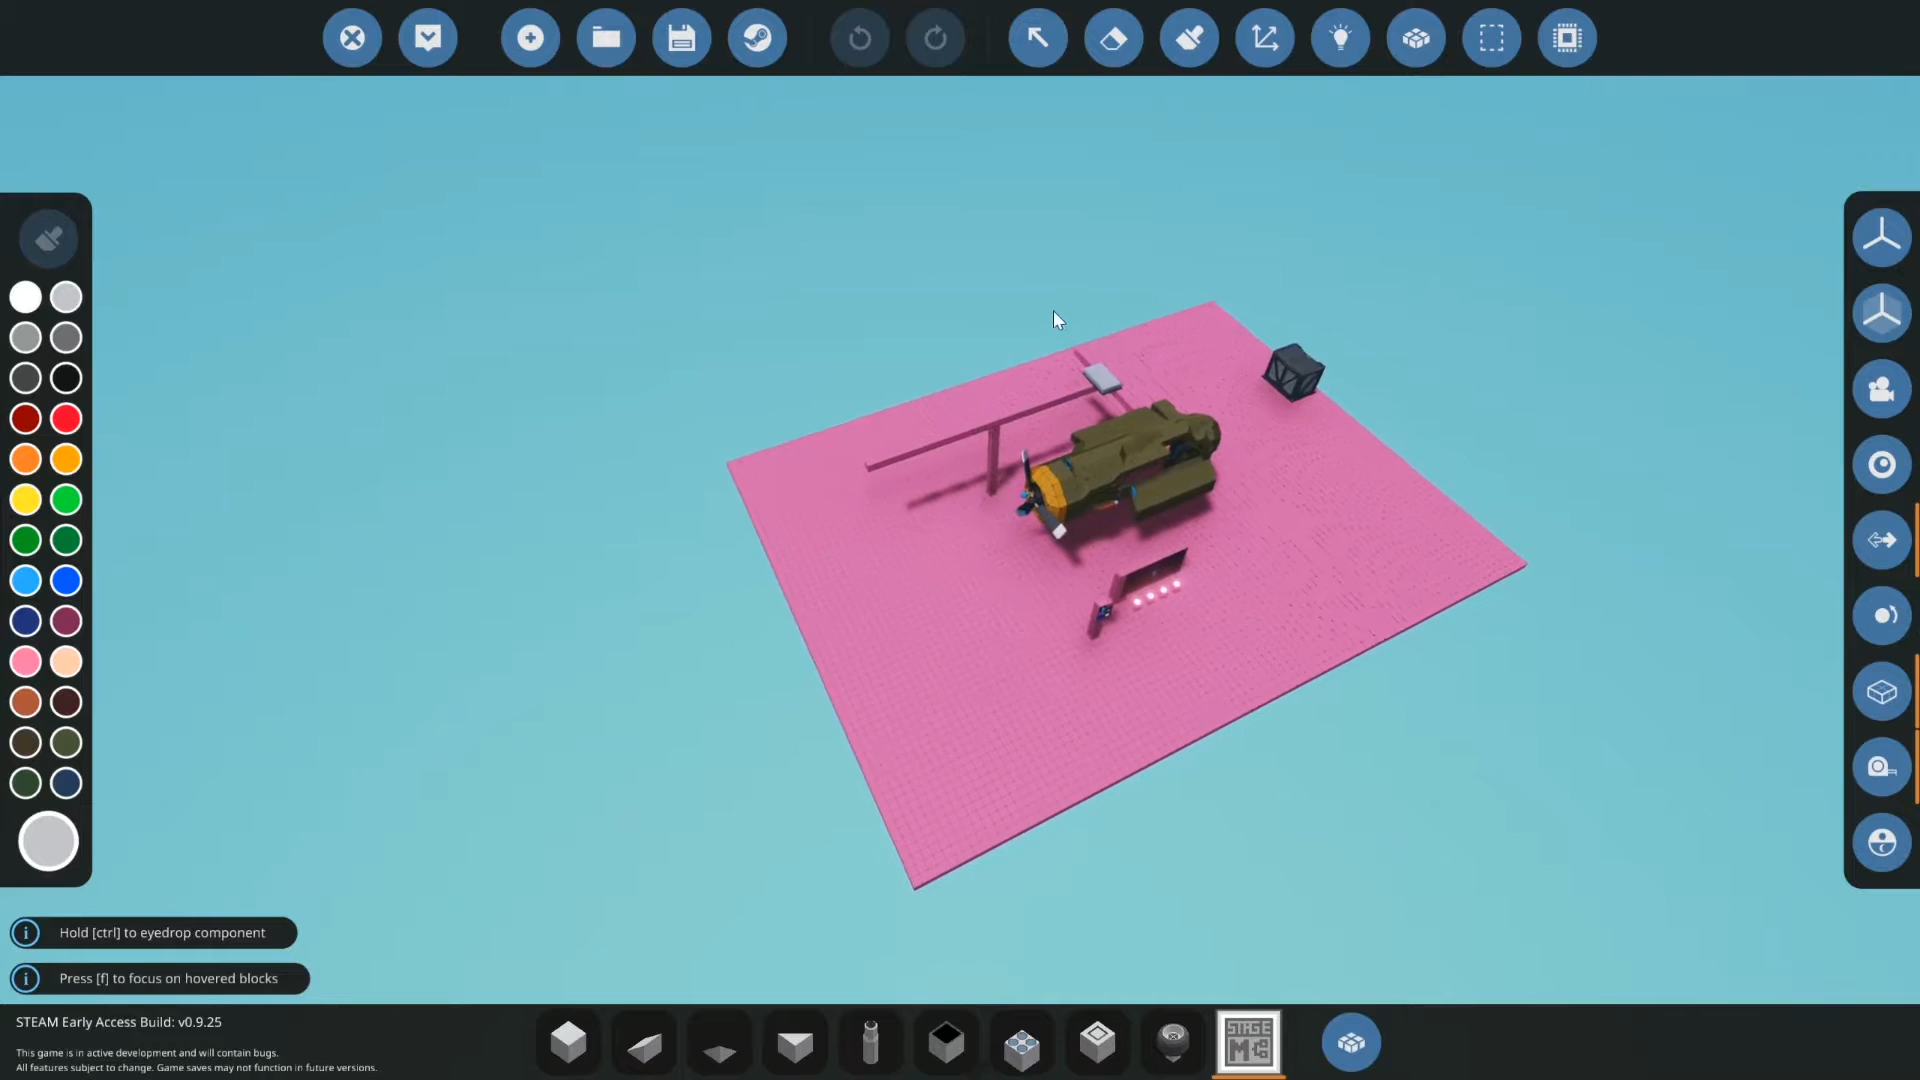 Hold [ctrl] to eyedrop component
Press [f] to focus on hovered blocks
STEAM Early Access Build: v0.9.25
This game is in active development and will contain bugs.
All features subject to change. Game saves may not function in future versions.
STAGE
M